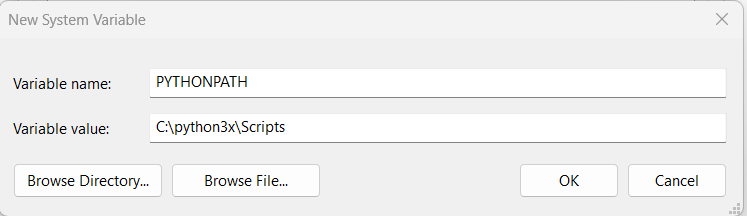 New System Variable
Variable name: PYTHONPATH
Variable value: C:\python3x\Scripts
Browse Directory... Browse File... OK Cancel